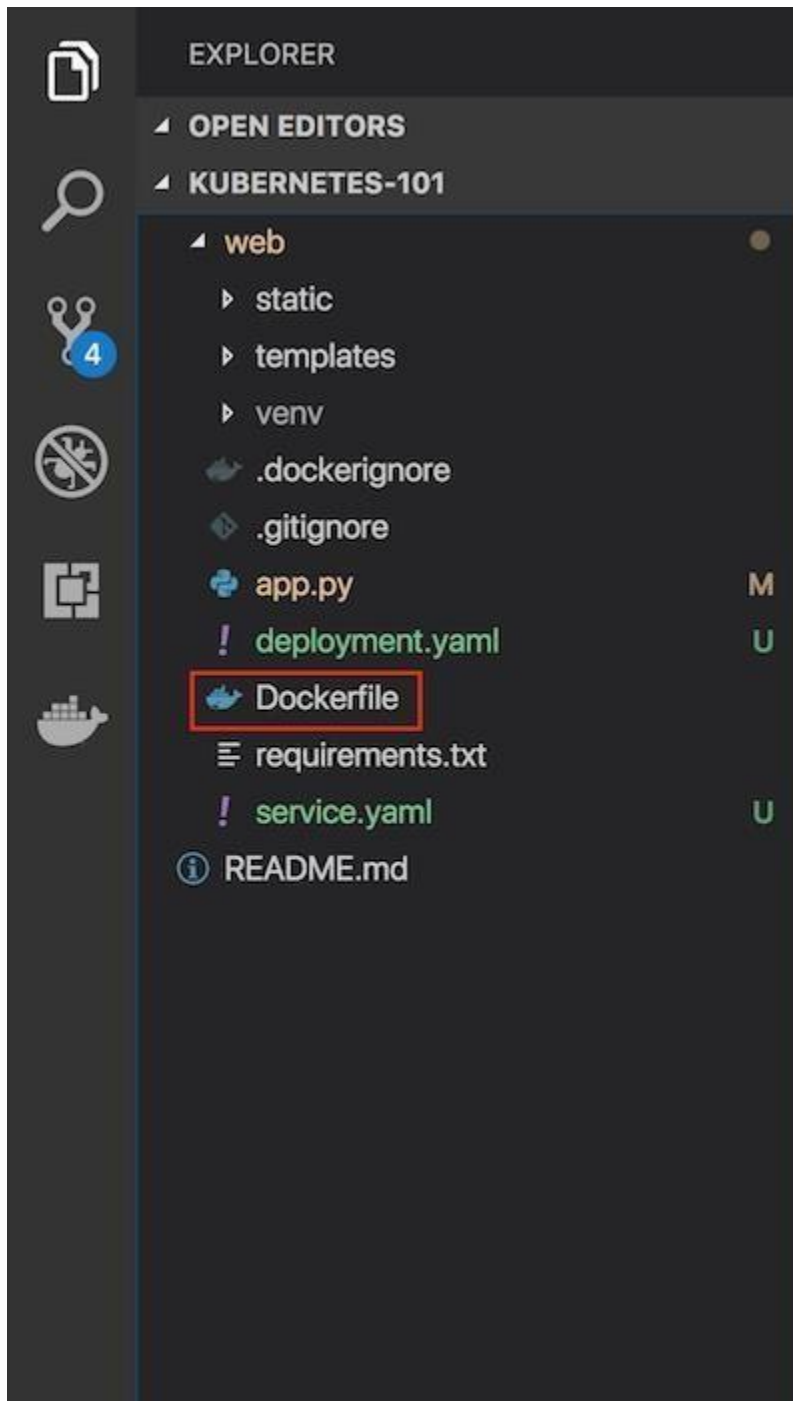 EXPLORER
OPEN EDITORS
KUBERNETES-101
web
static
templates
venv
4
.dockerignore
.gitignore
app.py M
deployment.yaml U
Dockerfile
requirements.txt
service.yaml U
README.md